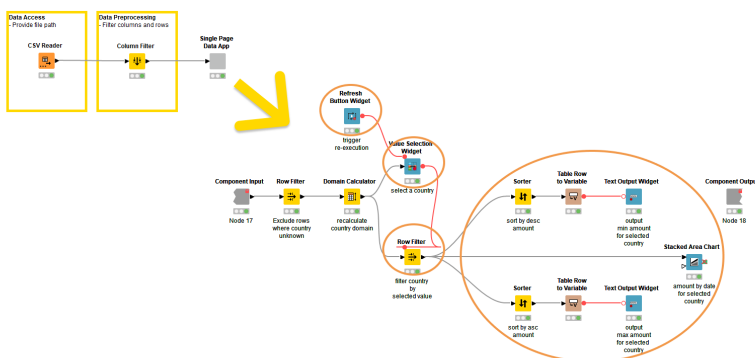 Data Access
- Provide file path
Data Preprocessing
- Filter columns and rows
CSV Reader
Column Filter
Single Page
Data App
Refresh
Button Widget
trigger
re-execution
Value Selection
Widget
select a country
Component Input
Node 17
Row Filter
Exclude rows
where country
unknown
Domain Calculator
recalculate
country domain
Row Filter
filter country
by
selected value
Sorter
sort by desc
amount
Table Row
to Variable
Text Output Widget
output
min amount
for selected
country
Component Outpu
Node 18
Stacked Area Chart
amount by date
for selected
country
Sorter
sort by asc
amount
Table Row
to Variable
Text Output Widget
output
max amount
for selected
country